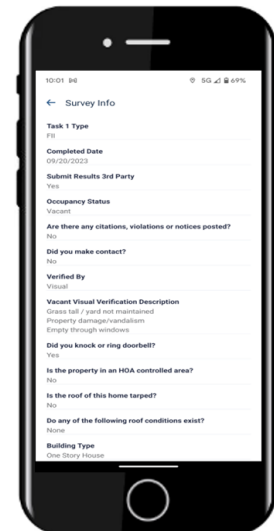 10:01
5G 69%
← Survey Info
Task 1 Type
FII
Completed Date
09/20/2023
Submit Results 3rd Party
Yes
Occupancy Status
Vacant
Are there any citations, violations or notices posted?
No
Did you make contact?
No
Verified By
Visual
Vacant Visual Verification Description
Grass tall / yard not maintained
Property damage/vandalism
Empty through windows
Did you knock or ring doorbell?
Yes
Is the property in an HOA controlled area?
No
Is the roof of this home tarped?
No
Do any of the following roof conditions exist?
None
Building Type
One Story House